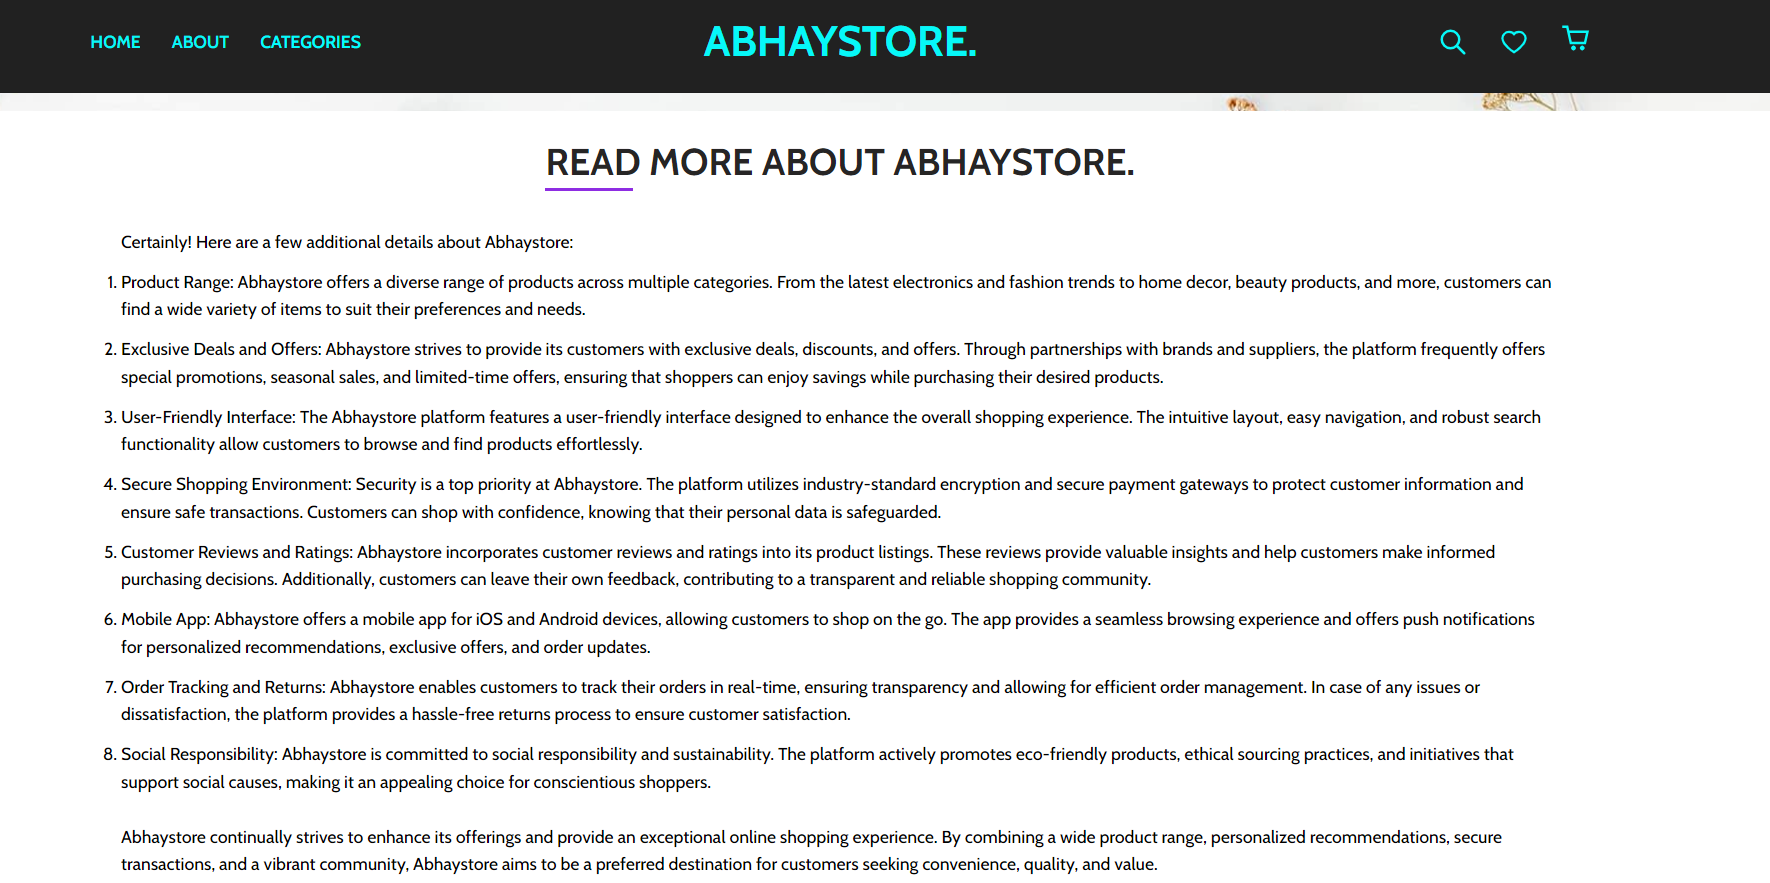 HOME ABOUT CATEGORIES ABHAYSTORE.
READ MORE ABOUT ABHAYSTORE.
Certainly! Here are a few additional details about Abhaystore:
1. Product Range: Abhaystore offers a diverse range of products across multiple categories. From the latest electronics and fashion trends to home decor, beauty products, and more, customers can
find a wide variety of items to suit their preferences and needs.
2. Exclusive Deals and Offers: Abhaystore strives to provide its customers with exclusive deals, discounts, and offers. Through partnerships with brands and suppliers, the platform frequently offers
special promotions, seasonal sales, and limited-time offers, ensuring that shoppers can enjoy savings while purchasing their desired products.
3. User-Friendly Interface: The Abhaystore platform features a user-friendly interface designed to enhance the overall shopping experience. The intuitive layout, easy navigation, and robust search
functionality allow customers to browse and find products effortlessly.
4. Secure Shopping Environment: Security is a top priority at Abhaystore. The platform utilizes industry-standard encryption and secure payment gateways to protect customer information and
ensure safe transactions. Customers can shop with confidence, knowing that their personal data is safeguarded.
5. Customer Reviews and Ratings: Abhaystore incorporates customer reviews and ratings into its product listings. These reviews provide valuable insights and help customers make informed
purchasing decisions. Additionally, customers can leave their own feedback, contributing to a transparent and reliable shopping community.
6. Mobile App: Abhaystore offers a mobile app for iOS and Android devices, allowing customers to shop on the go. The app provides a seamless browsing experience and offers push notifications
for personalized recommendations, exclusive offers, and order updates.
7. Order Tracking and Returns: Abhaystore enables customers to track their orders in real-time, ensuring transparency and allowing for efficient order management. In case of any issues or
dissatisfaction, the platform provides a hassle-free returns process to ensure customer satisfaction.
8. Social Responsibility: Abhaystore is committed to social responsibility and sustainability. The platform actively promotes eco-friendly products, ethical sourcing practices, and initiatives that
support social causes, making it an appealing choice for conscientious shoppers.
Abhaystore continually strives to enhance its offerings and provide an exceptional online shopping experience. By combining a wide product range, personalized recommendations, secure
transactions, and a vibrant community, Abhaystore aims to be a preferred destination for customers seeking convenience, quality, and value.